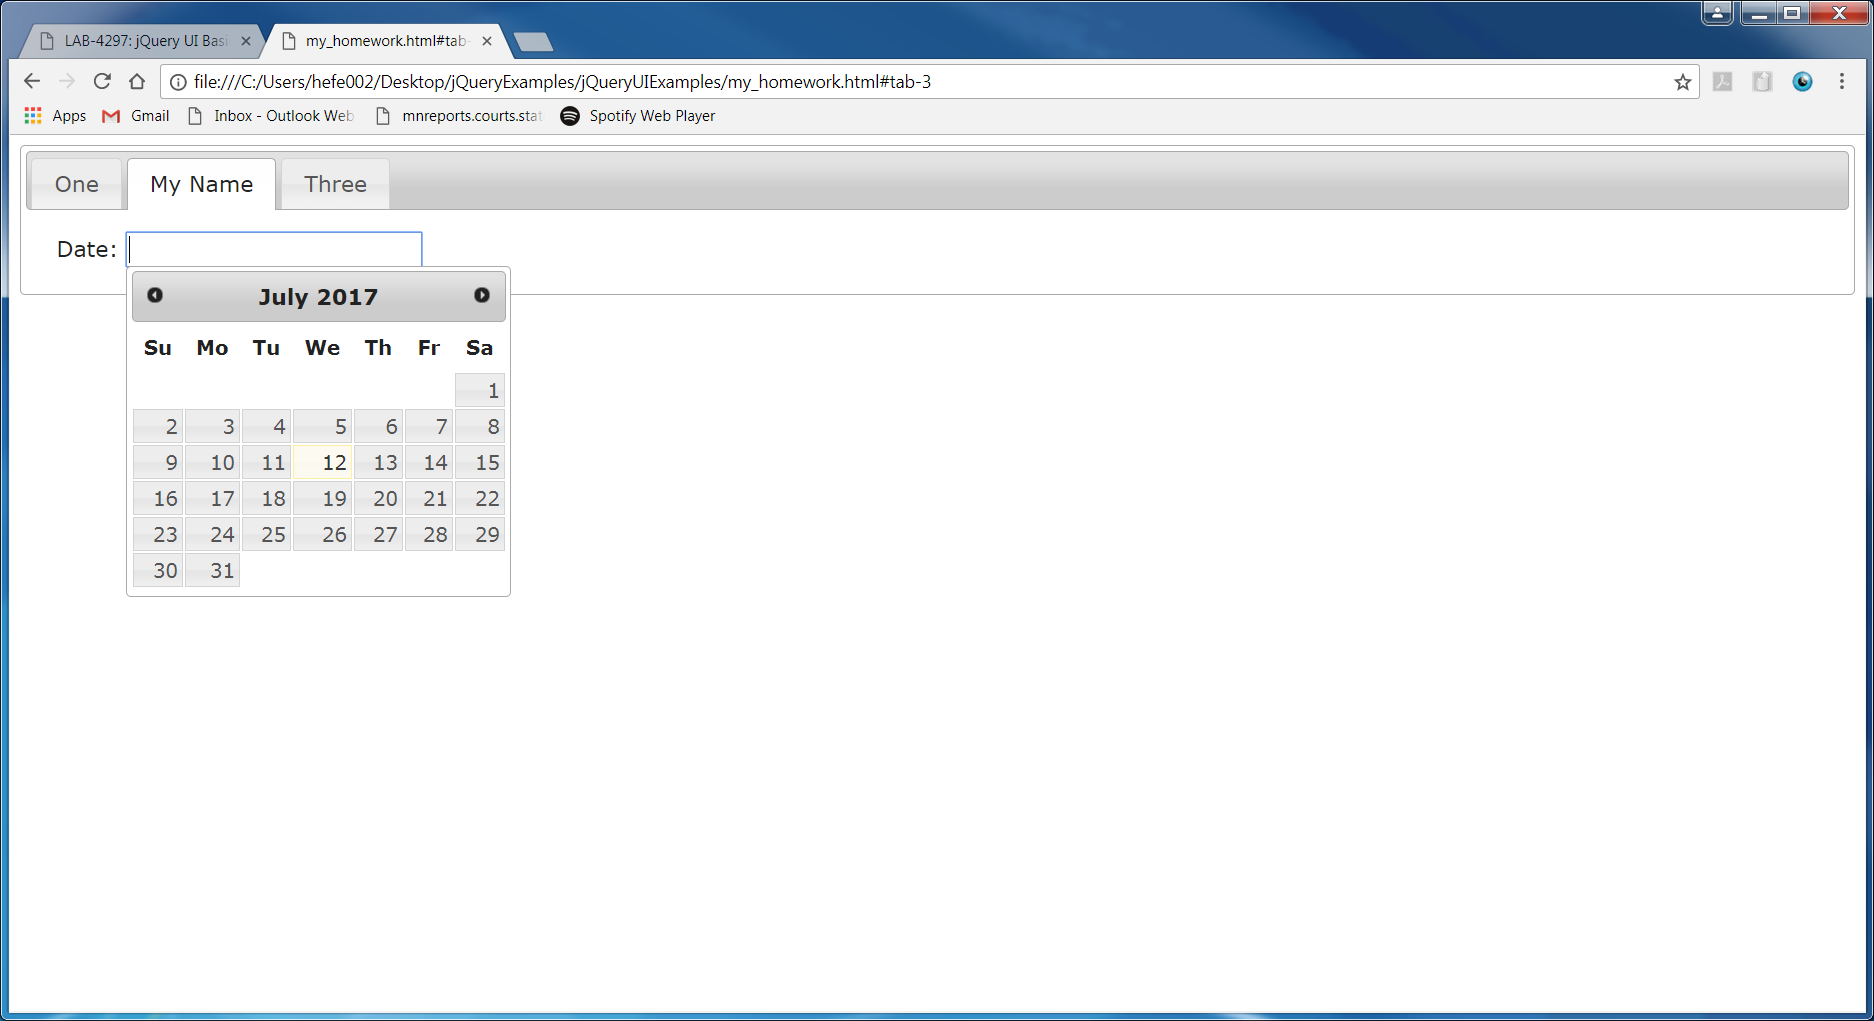 LAB-4297: jQuery UI Basi
my_homework.html#tab-
file:///C:/Users/hefe002/Desktop/jQueryExamples/jQueryUIExamples/my_homework.html#tab-3
Apps Gmail Inbox - Outlook Web mnreports.courts.stat Spotify Web Player
One My Name Three
Date:
July 2017
Su Mo Tu We Th Fr Sa
1
2 3 4 5 6 7 8
9 10 11 12 13 14 15
16 17 18 19 20 21 22
23 24 25 26 27 28 29
30 31